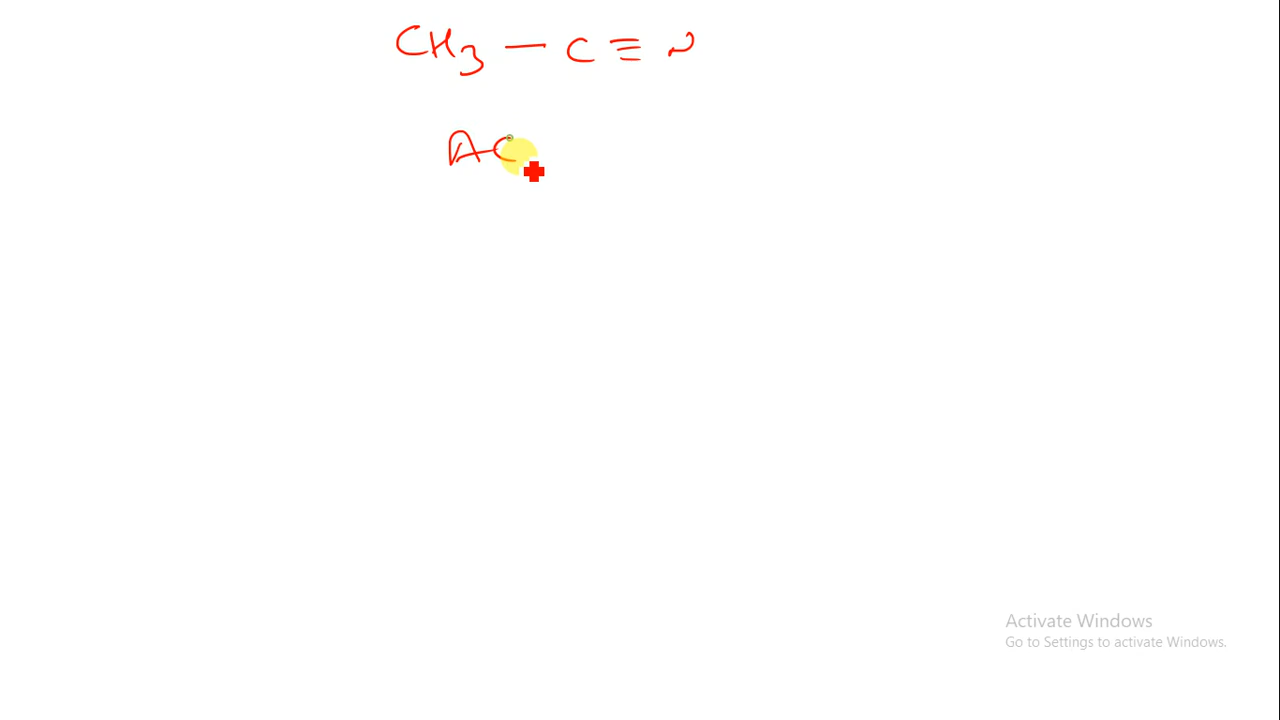 CH3 — C ≡ N
AC
Activate Windows
Go to Settings to activate Windows.